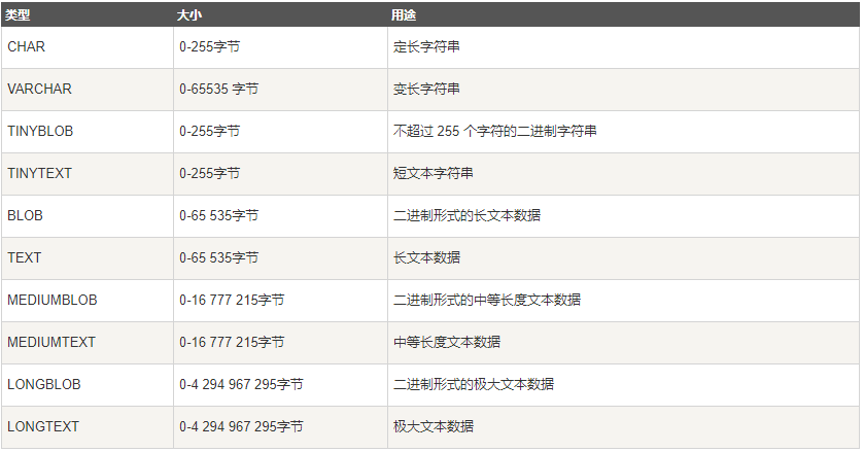 类型 大小 用途
CHAR 0-255字节 定长字符串
VARCHAR 0-65535 字节 变长字符串
TINYBLOB 0-255字节 不超过 255 个字符的二进制字符串
TINYTEXT 0-255字节 短文本字符串
BLOB 0-65 535字节 二进制形式的长文本数据
TEXT 0-65 535字节 长文本数据
MEDIUMBLOB 0-16 777 215字节 二进制形式的中等长度文本数据
MEDIUMTEXT 0-16 777 215字节 中等长度文本数据
LONGBLOB 0-4 294 967 295字节 二进制形式的极大文本数据
LONGTEXT 0-4 294 967 295字节 极大文本数据